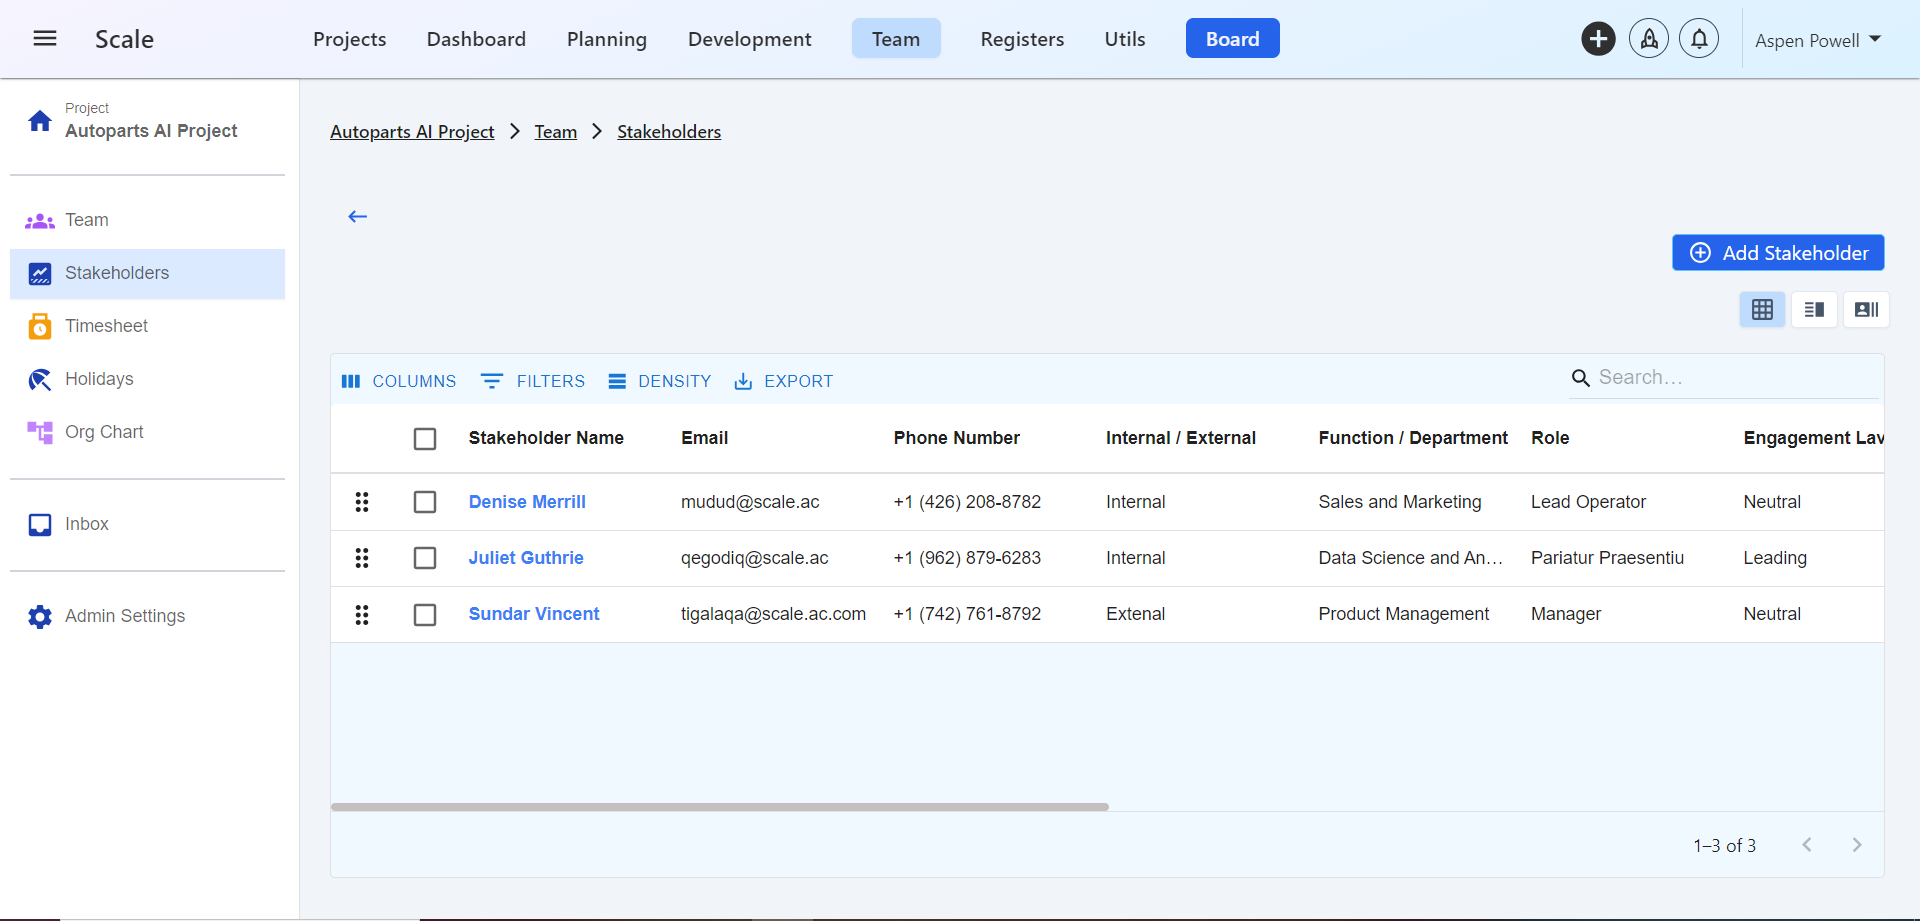 Scale
Projects
Dashboard
Planning
Development
Team
Registers
Utils
Board
Aspen Powell
Project
Autoparts AI Project
Team
Stakeholders
Timesheet
Holidays
Org Chart
Inbox
Admin Settings
Autoparts AI Project > Team > Stakeholders
Add Stakeholder
COLUMNS FILTERS DENSITY EXPORT
Search…
Stakeholder Name Email Phone Number Internal / External Function / Department Role Engagement Lav
Denise Merrill mudud@scale.ac +1 (426) 208-8782 Internal Sales and Marketing Lead Operator Neutral
Juliet Guthrie qegodiq@scale.ac +1 (962) 879-6283 Internal Data Science and An… Pariatur Praesentiu Leading
Sundar Vincent tigalaqa@scale.ac.com +1 (742) 761-8792 Extenal Product Management Manager Neutral
1–3 of 3